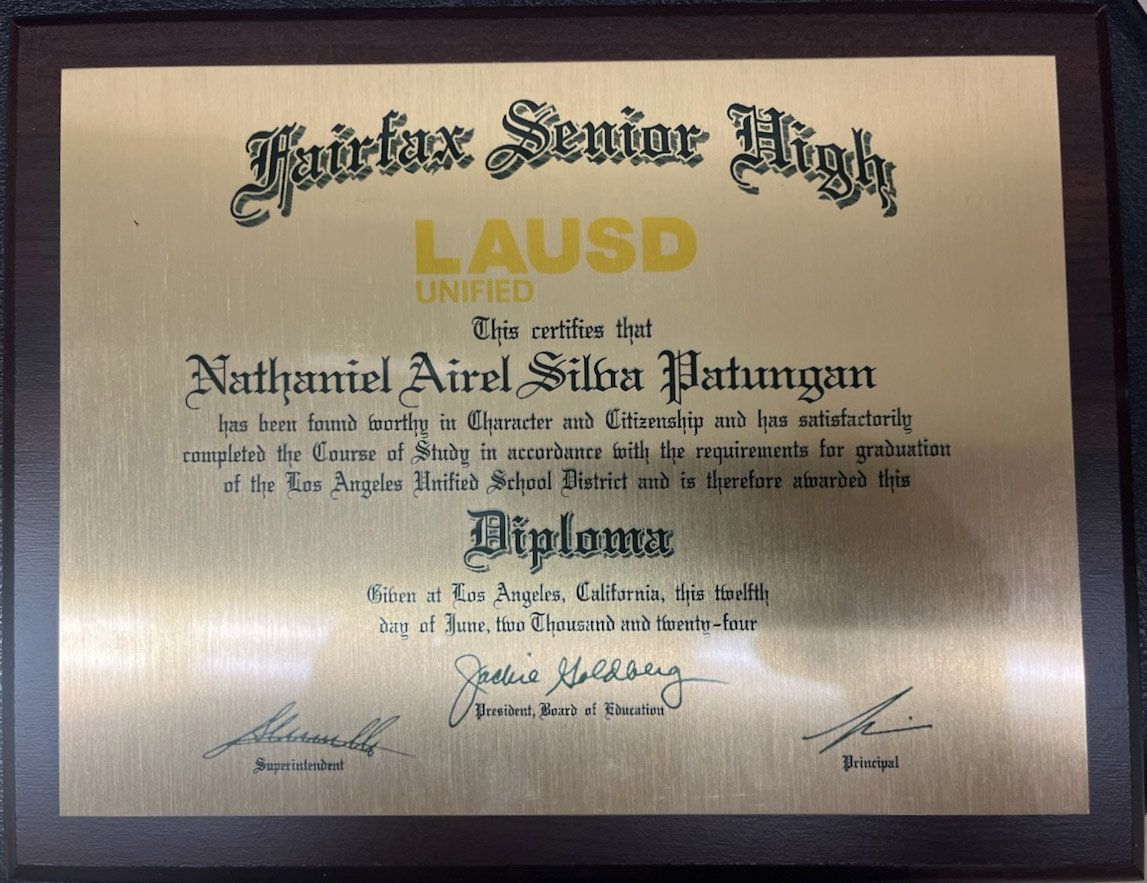 Fairfax Senior High
LAUSD
UNIFIED
This certifies that
Nathaniel Airel Silva Patungan
has been found worthy in Character and Citizenship and has satisfactorily
completed the Course of Study in accordance with the requirements for graduation
of the Los Angeles Unified School District and is therefore awarded this
Diploma
Given at Los Angeles, California, this twelfth
day of June, two Thousand and twenty-four
Jackie Goldberg
President, Board of Education
Superintendent
Principal